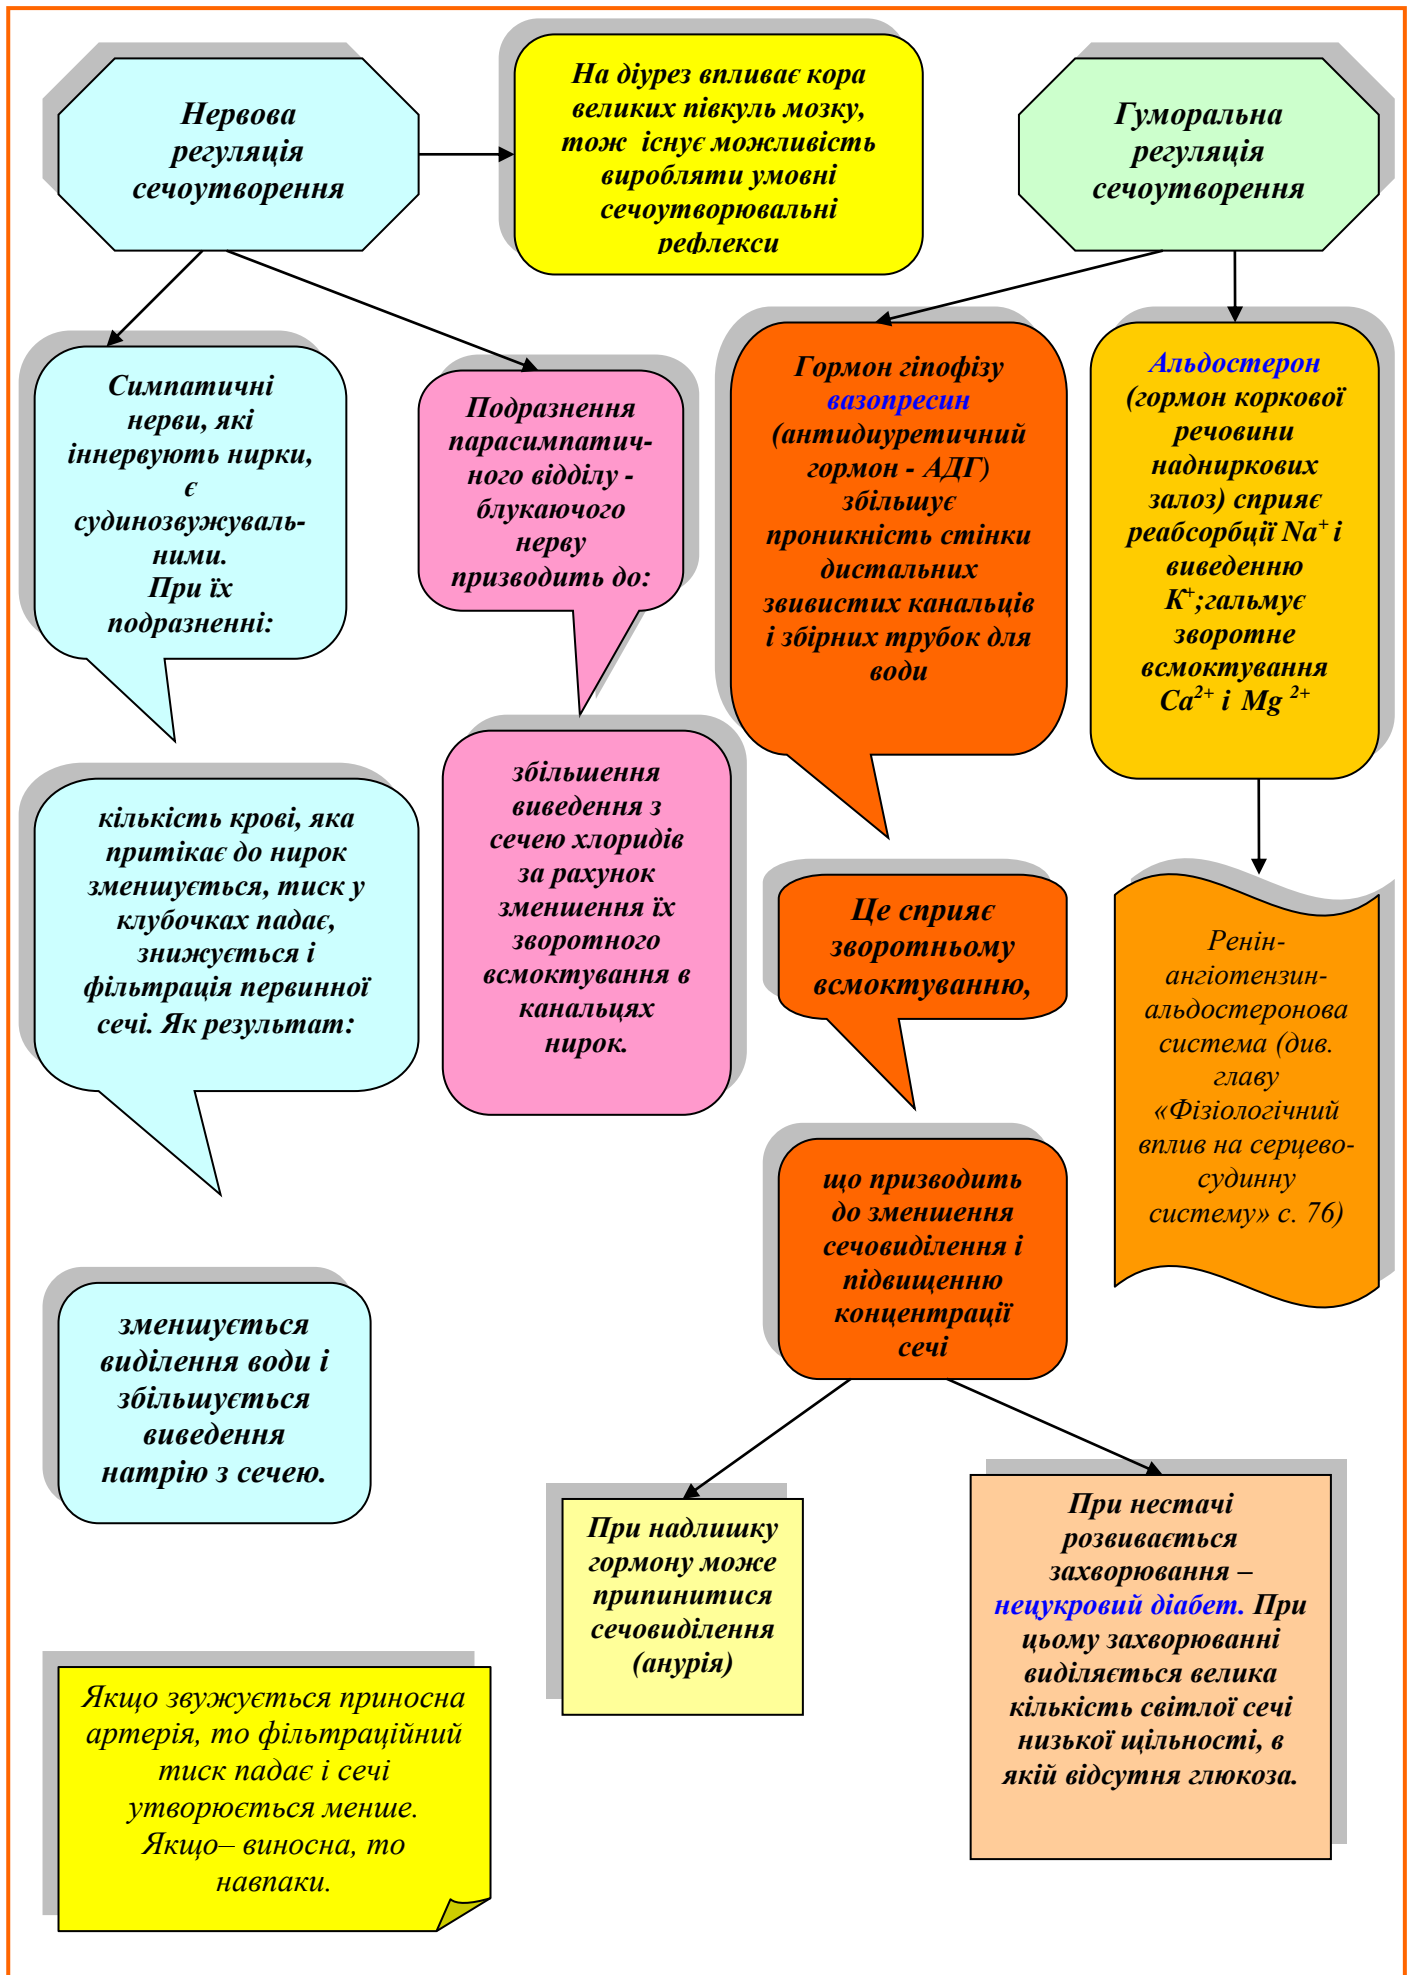 Нервова
регуляція
сечоутворення
На діурез впливає кора
великих півкуль мозку,
тож існує можливість
виробляти умовні
сечоутворювальні
рефлекси
Гуморальна
регуляція
сечоутворення
Симпатичні
нерви, які
іннервують нирки,
є
судинозвужуваль-
ними.
При їх
подразненні:
Подразнення
парасимпатич-
ного відділу -
блукаючого
нерву
призводить до:
Гормон гіпофізу
вазопресин
(антидиуретичний
гормон - АДГ)
збільшує
проникність стінки
дистальних
звивистих канальців
і збірних трубок для
води
Альдостерон
(гормон коркової
речовини
надниркових
залоз) сприяє
реабсорбції Na⁺ і
виведенню
K⁺;гальмує
зворотне
всмоктування
Ca²⁺ і Mg ²⁺
кількість крові, яка
притікає до нирок
зменшується, тиск у
клубочках падає,
знижується і
фільтрація первинної
сечі. Як результат:
збільшення
виведення з
сечею хлоридів
за рахунок
зменшення їх
зворотного
всмоктування в
канальцях
нирок.
Це сприяє
зворотньому
всмоктуванню,
Ренін-
ангіотензин-
альдостеронова
система (див.
главу
«Фізіологічний
вплив на серцево-
судинну
систему» с. 76)
що призводить
до зменшення
сечовиділення і
підвищенню
концентрації
сечі
зменшується
виділення води і
збільшується
виведення
натрію з сечею.
При надлишку
гормону може
припинитися
сечовиділення
(анурія)
При нестачі
розвивається
захворювання –
нецукровий діабет. При
цьому захворюванні
виділяється велика
кількість світлої сечі
низької щільності, в
якій відсутня глюкоза.
Якщо звужується приносна
артерія, то фільтраційний
тиск падає і сечі
утворюється менше.
Якщо– виносна, то
навпаки.